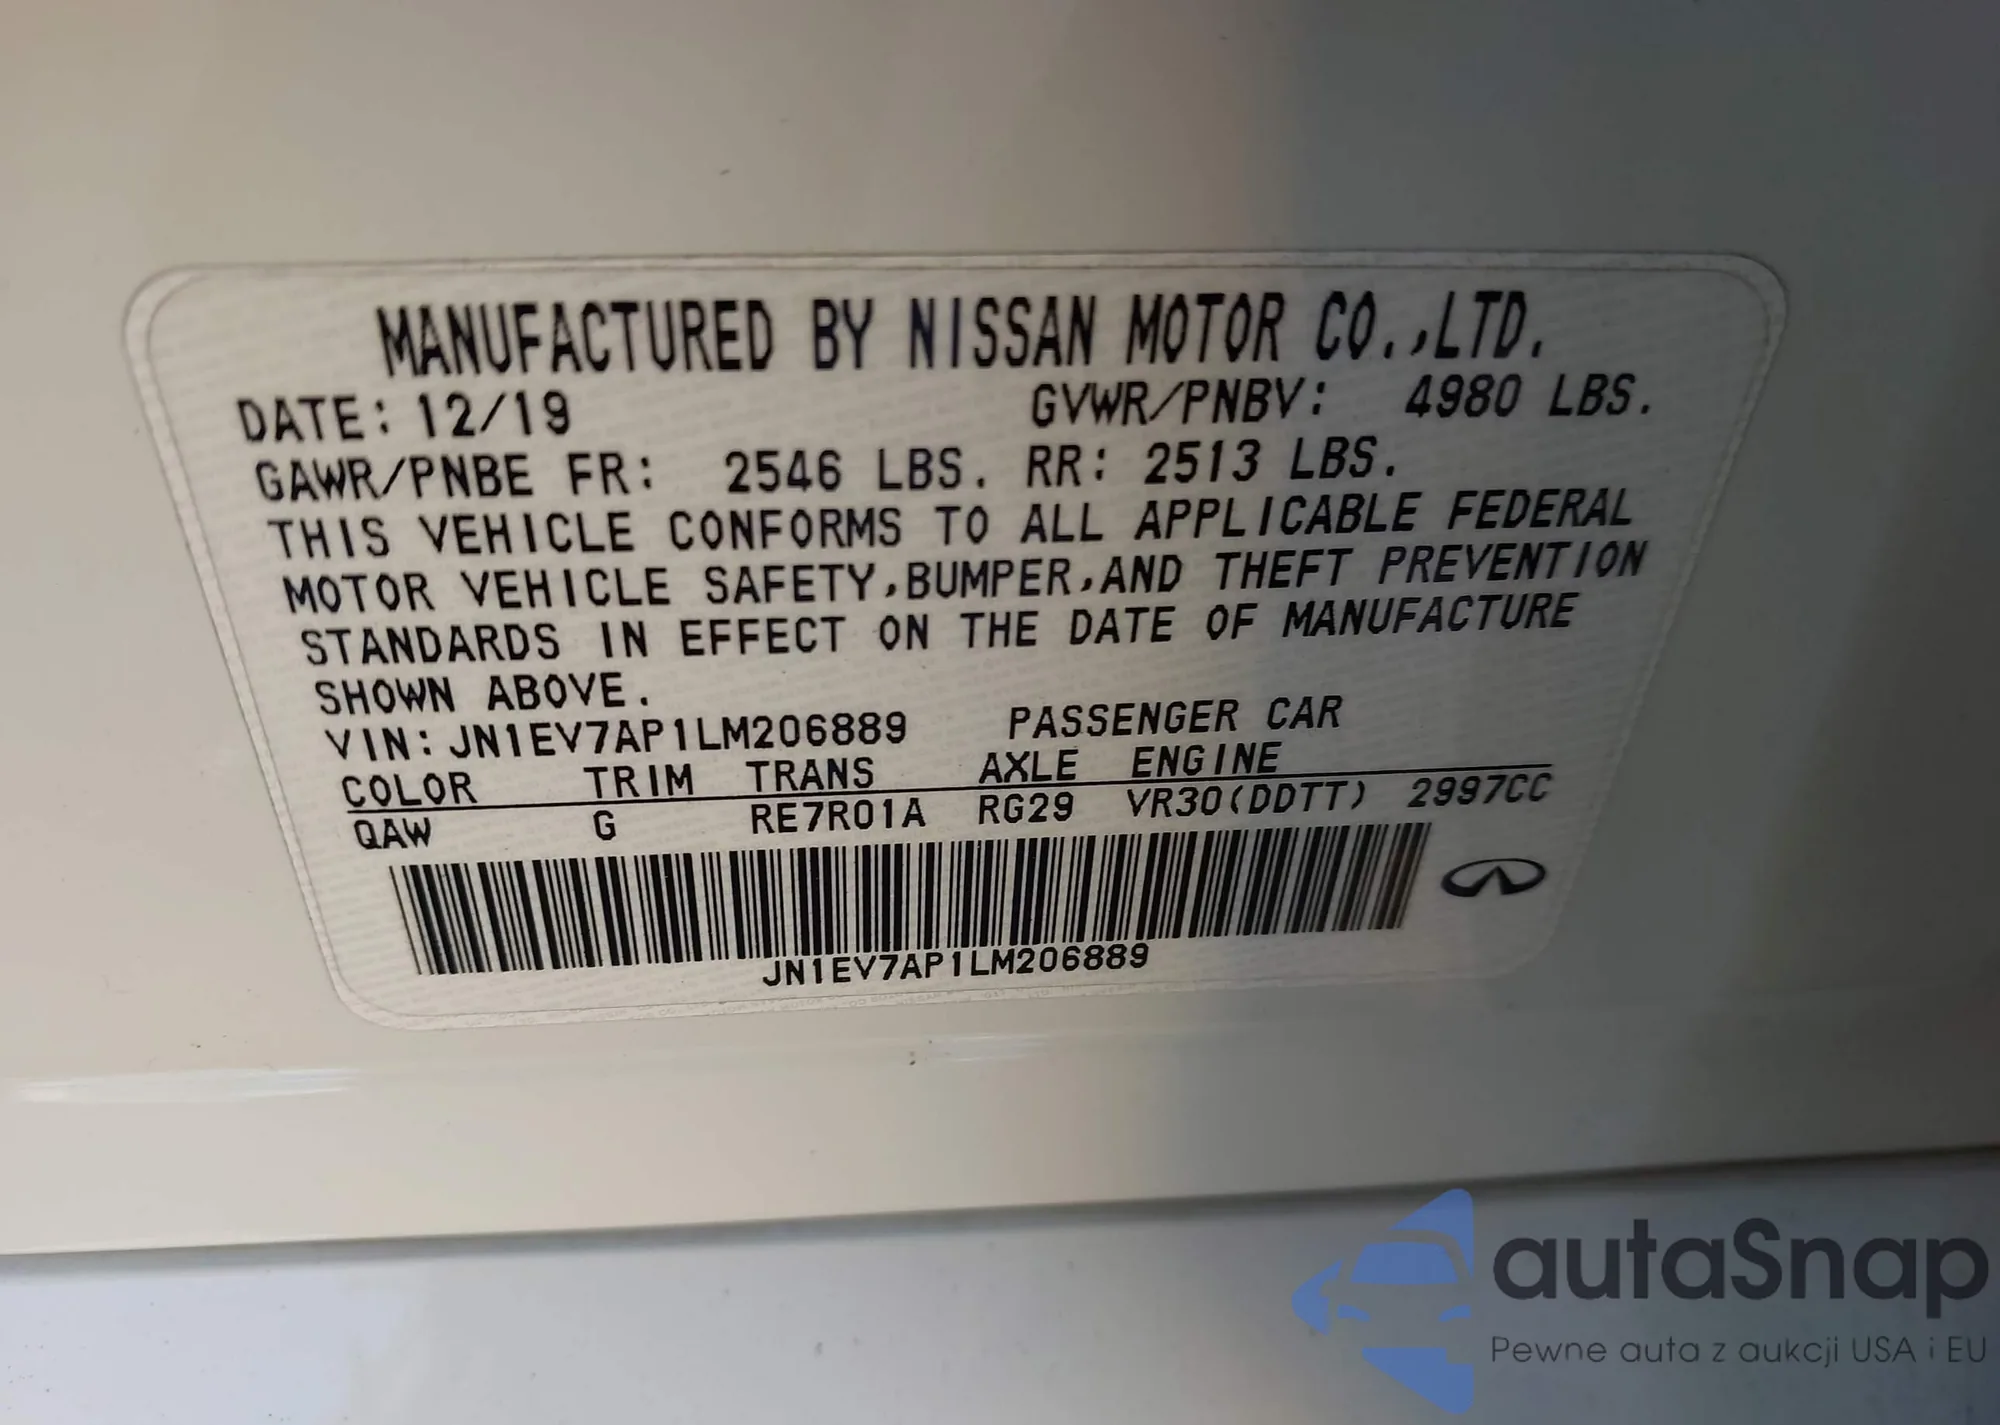 MANUFACTURED BY NISSAN MOTOR CO.,LTD.
DATE: 12/19 GVWR/PNBV: 4980 LBS.
GAWR/PNBE FR: 2546 LBS. RR: 2513 LBS.
THIS VEHICLE CONFORMS TO ALL APPLICABLE FEDERAL
MOTOR VEHICLE SAFETY,BUMPER,AND THEFT PREVENTION
STANDARDS IN EFFECT ON THE DATE OF MANUFACTURE
SHOWN ABOVE.
VIN: JN1EV7AP1LM206889 PASSENGER CAR
COLOR TRIM TRANS AXLE ENGINE
QAW G RE7R01A RG29 VR30(DDTT) 2997CC
JN1EV7AP1LM206889
autaSnap
Pewne auta z aukcji USA i EU